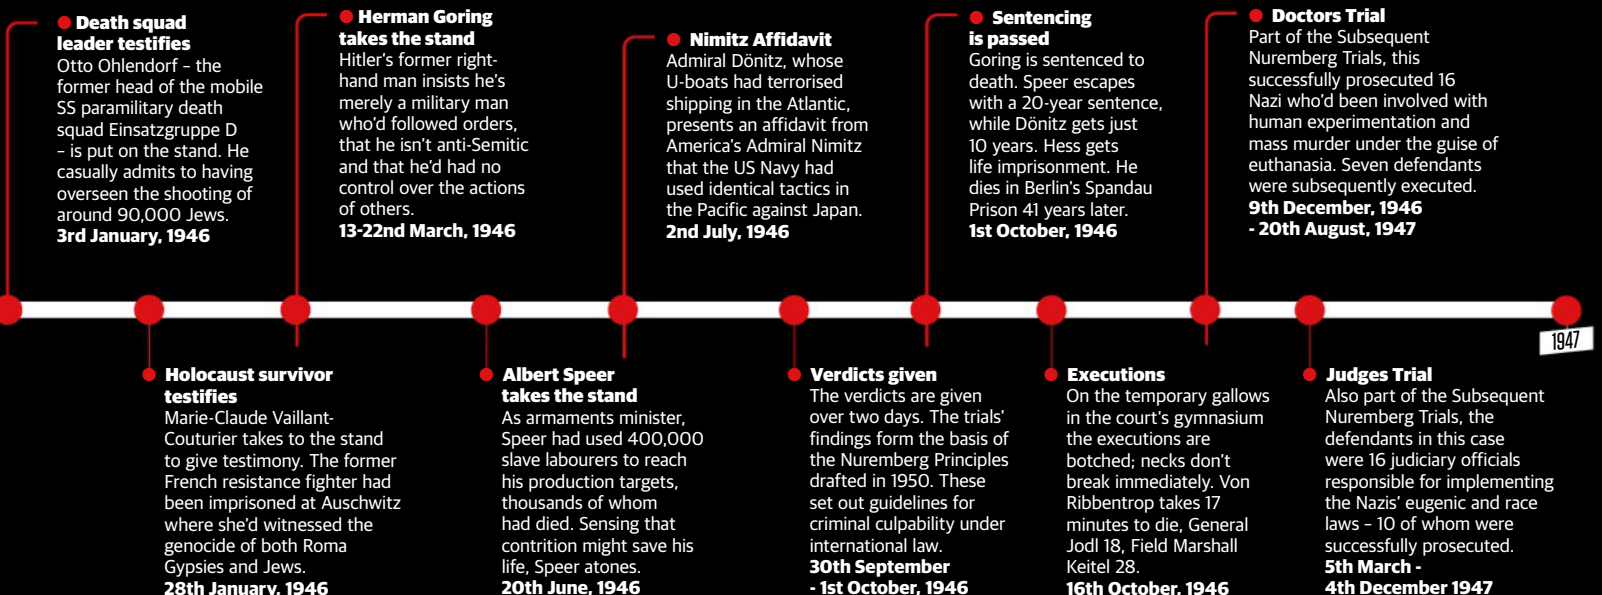 Death squad
leader testifies
Otto Ohlendorf – the
former head of the mobile
SS paramilitary death
squad Einsatzgruppe D
– is put on the stand. He
casually admits to having
overseen the shooting of
around 90,000 Jews.
3rd January, 1946
Holocaust survivor
testifies
Marie-Claude Vaillant-
Couturier takes to the stand
to give testimony. The former
French resistance fighter had
been imprisoned at Auschwitz
where she'd witnessed the
genocide of both Roma
Gypsies and Jews.
28th January, 1946
Herman Goring
takes the stand
Hitler's former right-
hand man insists he's
merely a military man
who'd followed orders,
that he isn't anti-Semitic
and that he'd had no
control over the actions
of others.
13-22nd March, 1946
Albert Speer
takes the stand
As armaments minister,
Speer had used 400,000
slave labourers to reach
his production targets,
thousands of whom
had died. Sensing that
contrition might save his
life, Speer atones.
20th June, 1946
Nimitz Affidavit
Admiral Dönitz, whose
U-boats had terrorised
shipping in the Atlantic,
presents an affidavit from
America's Admiral Nimitz
that the US Navy had
used identical tactics in
the Pacific against Japan.
2nd July, 1946
Verdicts given
The verdicts are given
over two days. The trials'
findings form the basis of
the Nuremberg Principles
drafted in 1950. These
set out guidelines for
criminal culpability under
international law.
30th September
- 1st October, 1946
Sentencing
is passed
Goring is sentenced to
death. Speer escapes
with a 20-year sentence,
while Dönitz gets just
10 years. Hess gets
life imprisonment. He
dies in Berlin's Spandau
Prison 41 years later.
1st October, 1946
Executions
On the temporary gallows
in the court's gymnasium
the executions are
botched; necks don't
break immediately. Von
Ribbentrop takes 17
minutes to die, General
Jodl 18, Field Marshall
Keitel 28.
16th October, 1946
Doctors Trial
Part of the Subsequent
Nuremberg Trials, this
successfully prosecuted 16
Nazi who'd been involved with
human experimentation and
mass murder under the guise of
euthanasia. Seven defendants
were subsequently executed.
9th December, 1946
- 20th August, 1947
Judges Trial
Also part of the Subsequent
Nuremberg Trials, the
defendants in this case
were 16 judiciary officials
responsible for implementing
the Nazis' eugenic and race
laws – 10 of whom were
successfully prosecuted.
5th March -
4th December 1947
1947